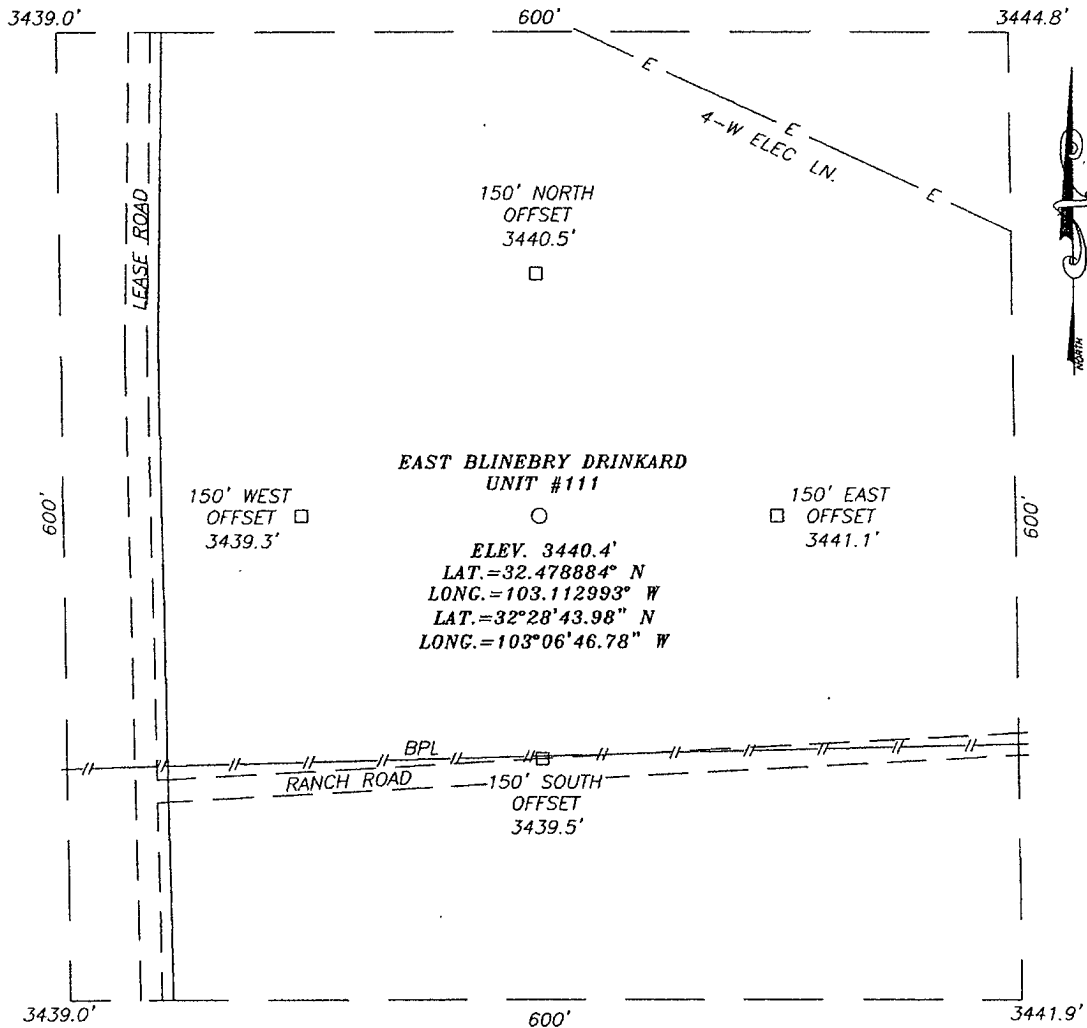 3439.0'
600'
3444.8'
E
E
E
4-W ELEC LN.
LEASE ROAD
150' NORTH
OFFSET
3440.5'
NORTH
600'
EAST BLINEBRY DRINKARD
UNIT #111
150' WEST
OFFSET
3439.3'
150' EAST
OFFSET
3441.1'
600'
ELEV. 3440.4'
LAT.=32.478884° N
LONG.=103.112993° W
LAT.=32°28'43.98" N
LONG.=103°06'46.78" W
BPL
RANCH ROAD
150' SOUTH
OFFSET
3439.5'
3439.0'
600'
3441.9'